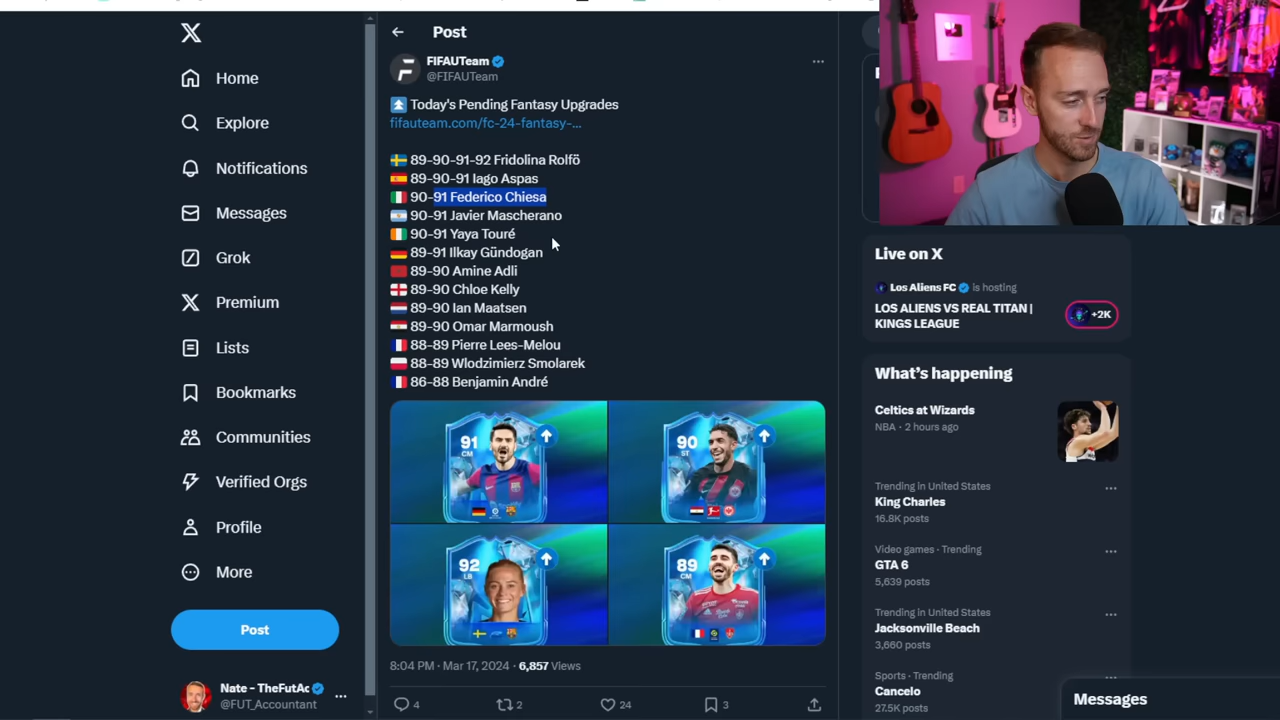 Home
Explore
Notifications
Messages
Grok
Premium
Lists
Bookmarks
Communities
Verified Orgs
Profile
More
Post
Nate - TheFutAc
@FUT_Accountant
Post
FIFAUTeam
@FIFAUTeam
Today's Pending Fantasy Upgrades
fifauteam.com/fc-24-fantasy-...
89-90-91-92 Fridolina Rolfö
89-90-91 Iago Aspas
90-91 Federico Chiesa
90-91 Javier Mascherano
90-91 Yaya Touré
89-91 Ilkay Gündogan
89-90 Amine Adli
89-90 Chloe Kelly
89-90 Ian Maatsen
89-90 Omar Marmoush
88-89 Pierre Lees-Melou
88-89 Wlodzimierz Smolarek
86-88 Benjamin André
91
CM
90
ST
92
LB
89
CM
8:04 PM · Mar 17, 2024 · 6,857 Views
4
2
24
3
Live on X
Los Aliens FC is hosting
LOS ALIENS VS REAL TITAN |
KINGS LEAGUE
+2K
What's happening
Celtics at Wizards
NBA · 2 hours ago
Trending in United States
King Charles
16.8K posts
Video games · Trending
GTA 6
5,639 posts
Trending in United States
Jacksonville Beach
3,660 posts
Sports · Trending
Cancelo
27.5K posts
Messages